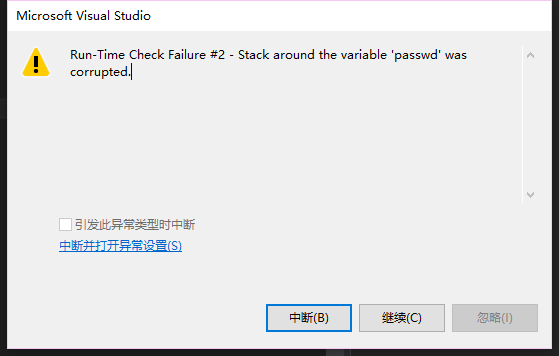 Microsoft Visual Studio
Run-Time Check Failure #2 - Stack around the variable 'passwd' was
corrupted.
引发此异常类型时中断
中断并打开异常设置(S)
中断(B)
继续(C)
忽略(I)